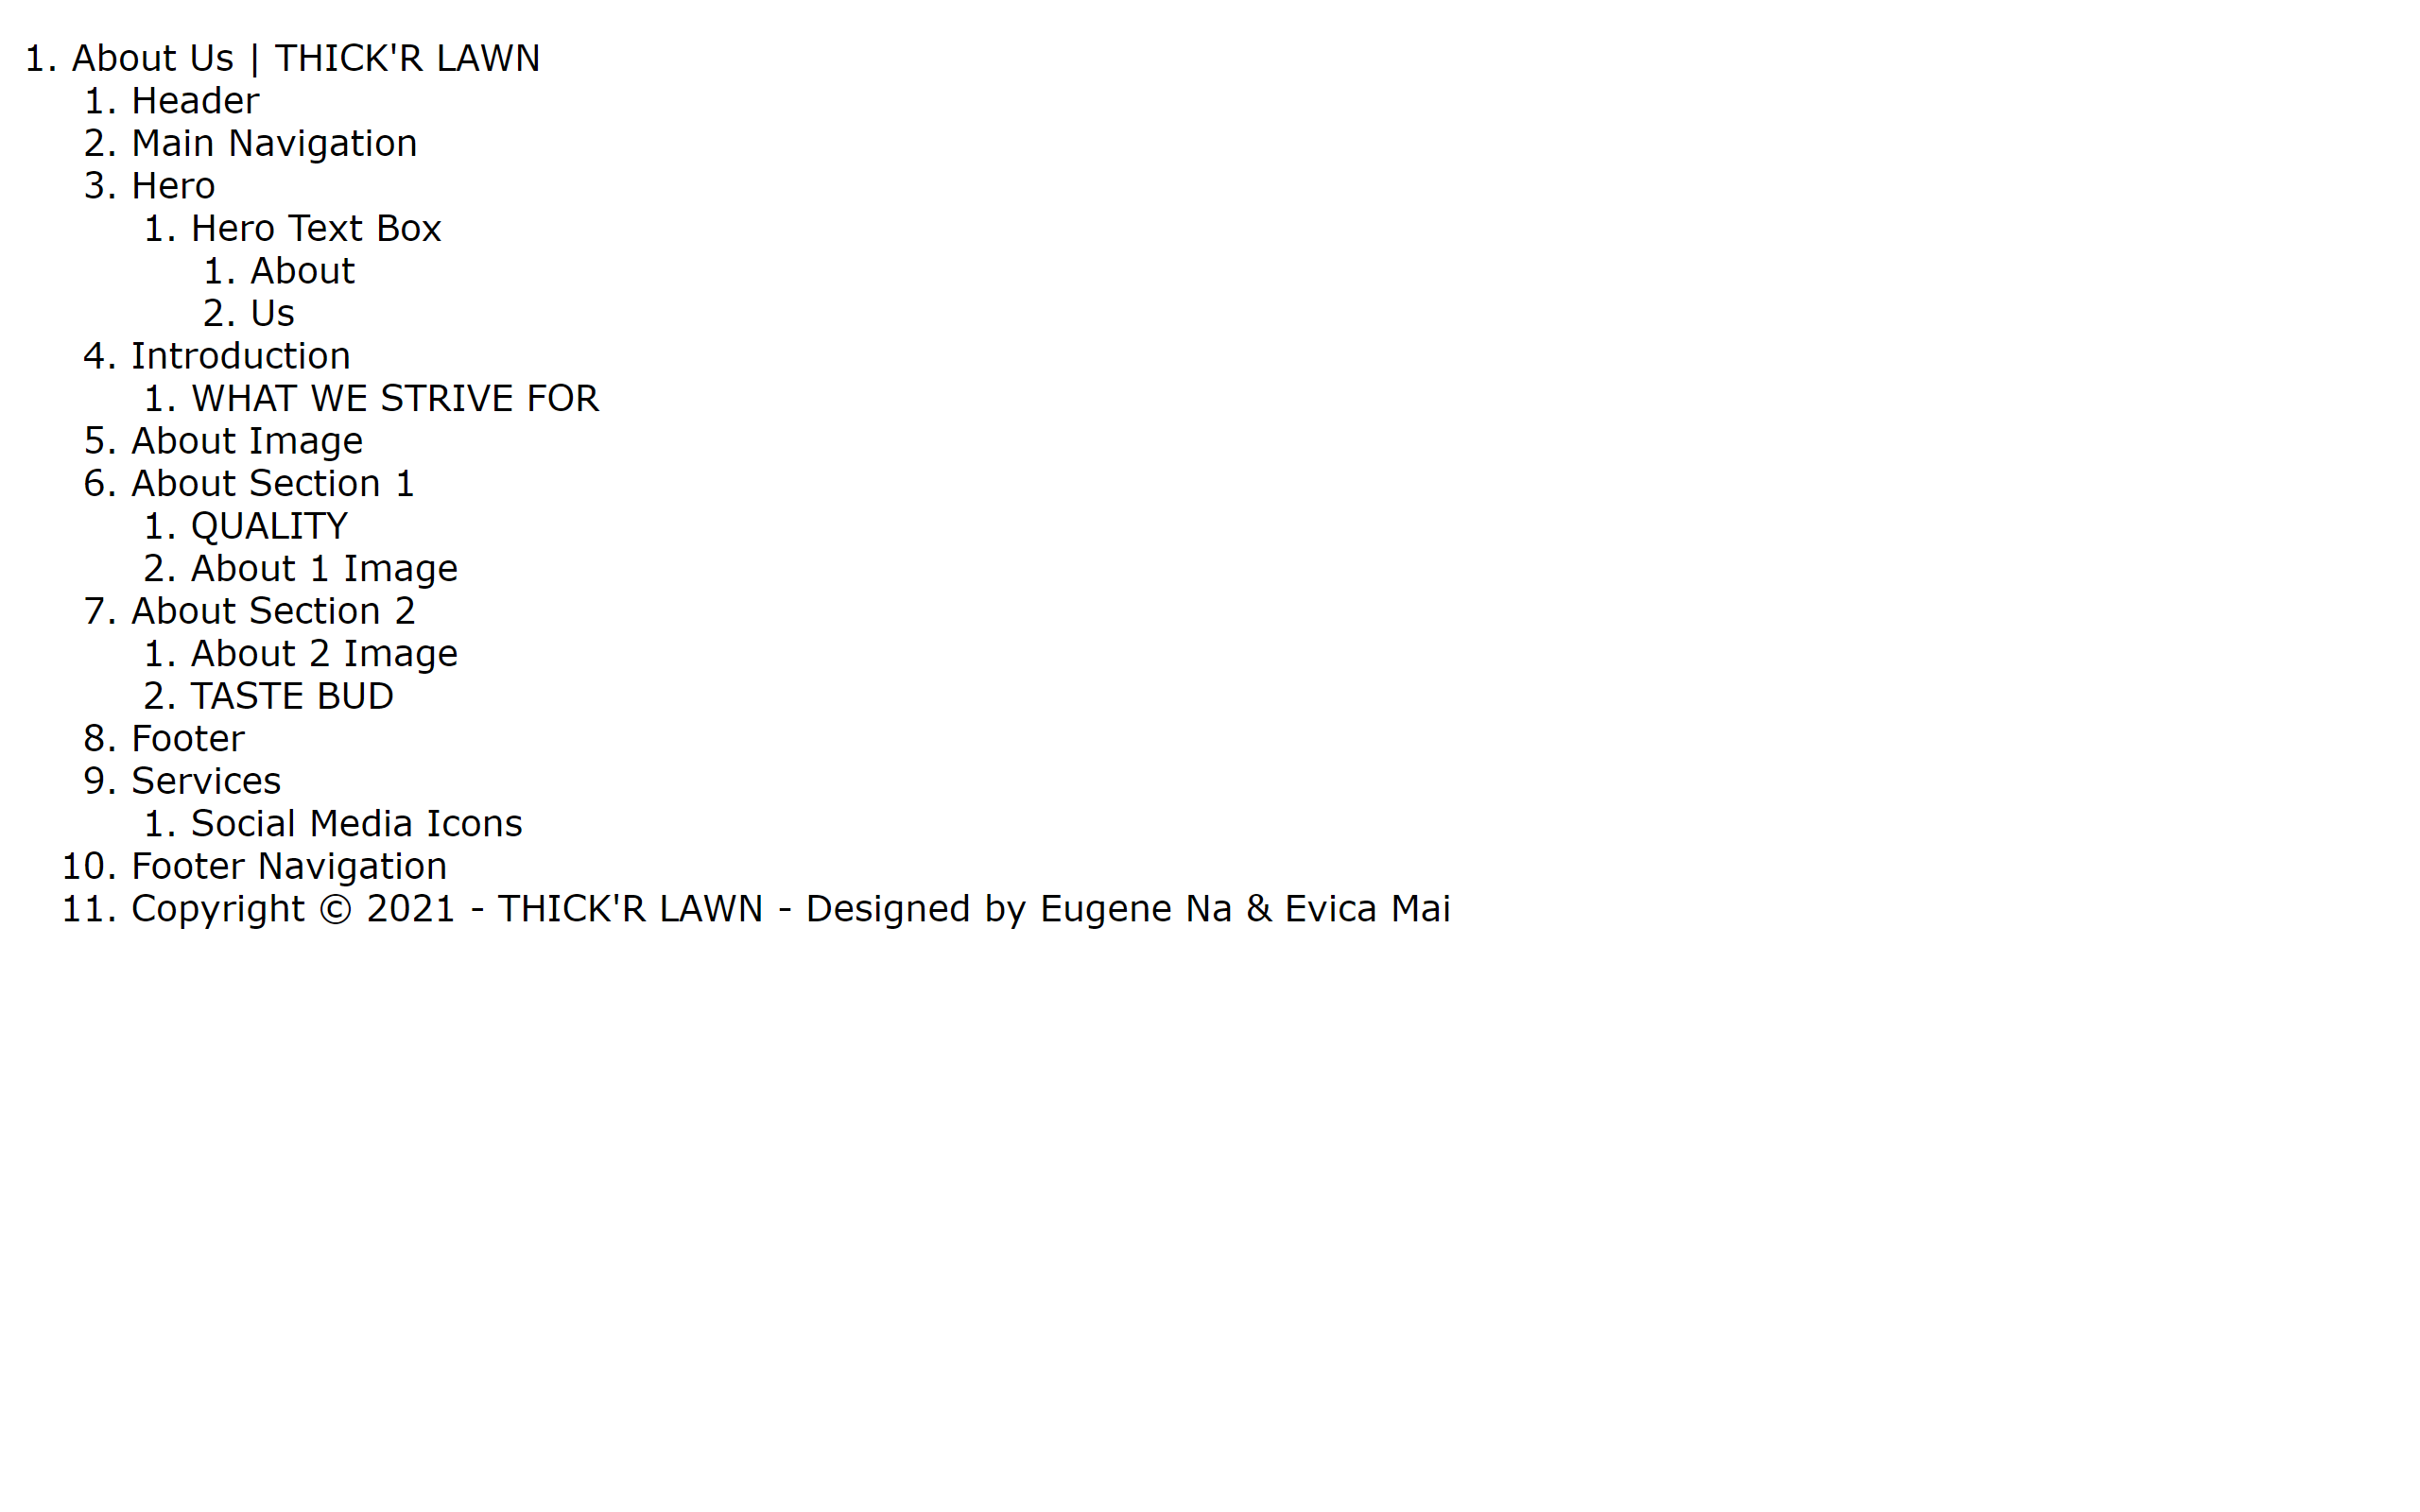 1. About Us | THICK'R LAWN
1. Header
2. Main Navigation
3. Hero
1. Hero Text Box
1. About
2. Us
4. Introduction
1. WHAT WE STRIVE FOR
5. About Image
6. About Section 1
1. QUALITY
2. About 1 Image
7. About Section 2
1. About 2 Image
2. TASTE BUD
8. Footer
9. Services
1. Social Media Icons
10. Footer Navigation
11. Copyright © 2021 - THICK'R LAWN - Designed by Eugene Na & Evica Mai